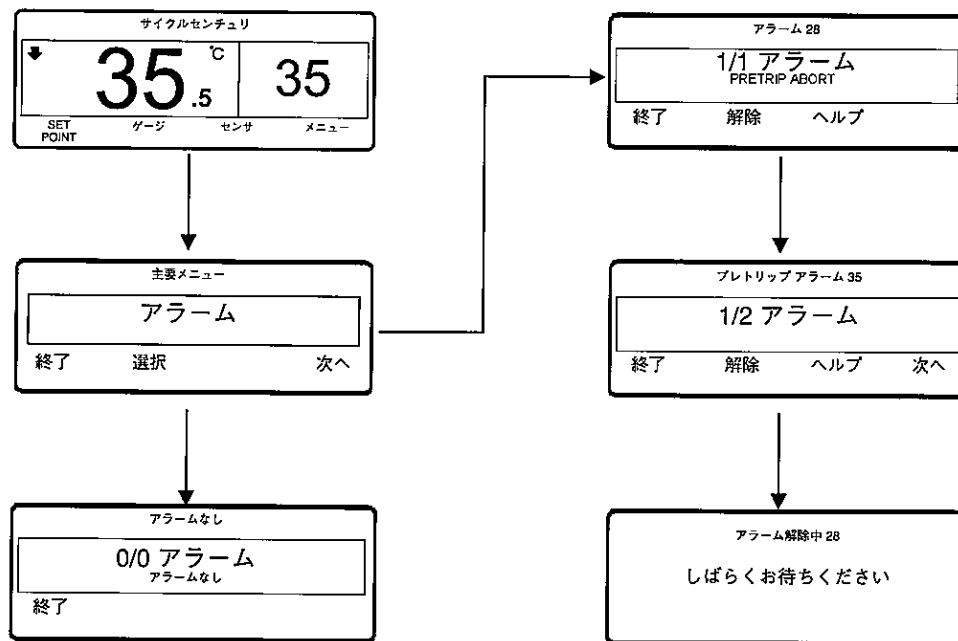 サイクルセンチュリ
35.5 ℃ 35
SET POINT ゲージ センサ メニュー
主要メニュー
アラーム
終了 選択 次へ
アラームなし
0/0 アラーム
アラームなし
終了
アラーム 28
1/1 アラーム
PRETRIP ABORT
終了 解除 ヘルプ
プレトリップ アラーム 35
1/2 アラーム
終了 解除 ヘルプ 次へ
アラーム解除中 28
しばらくお待ちください